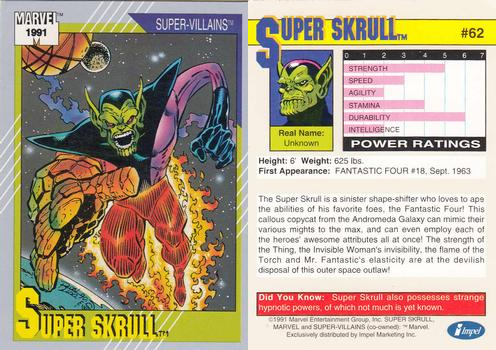 MARVEL
1991
SUPER-VILLAINS™
SUPER SKRULL™
SUPER SKRULL™
#62
0 1 2 3 4 5 6 7
STRENGTH
SPEED
AGILITY
STAMINA
DURABILITY
INTELLIGENCE
POWER RATINGS
Real Name:
Unknown
Height: 6' Weight: 625 lbs.
First Appearance: FANTASTIC FOUR #18, Sept. 1963
The Super Skrull is a sinister shape-shifter who loves to ape
the abilities of his favorite foes, the Fantastic Four! This
callous copycat from the Andromeda Galaxy can mimic their
various mights to the max, and can even employ each of
the heroes' awesome attributes all at once! The strength of
the Thing, the Invisible Woman's invisibility, the flame of the
Torch and Mr. Fantastic's elasticity are at the devilish
disposal of this outer space outlaw!
Did You Know: Super Skrull also possesses strange
hypnotic powers, of which not much is yet known.
©1991 Marvel Entertainment Group, Inc. SUPER SKRULL,
MARVEL and SUPER-VILLAINS (co-owned): ™ Marvel.
Exclusively distributed by Impel Marketing Inc.
impel